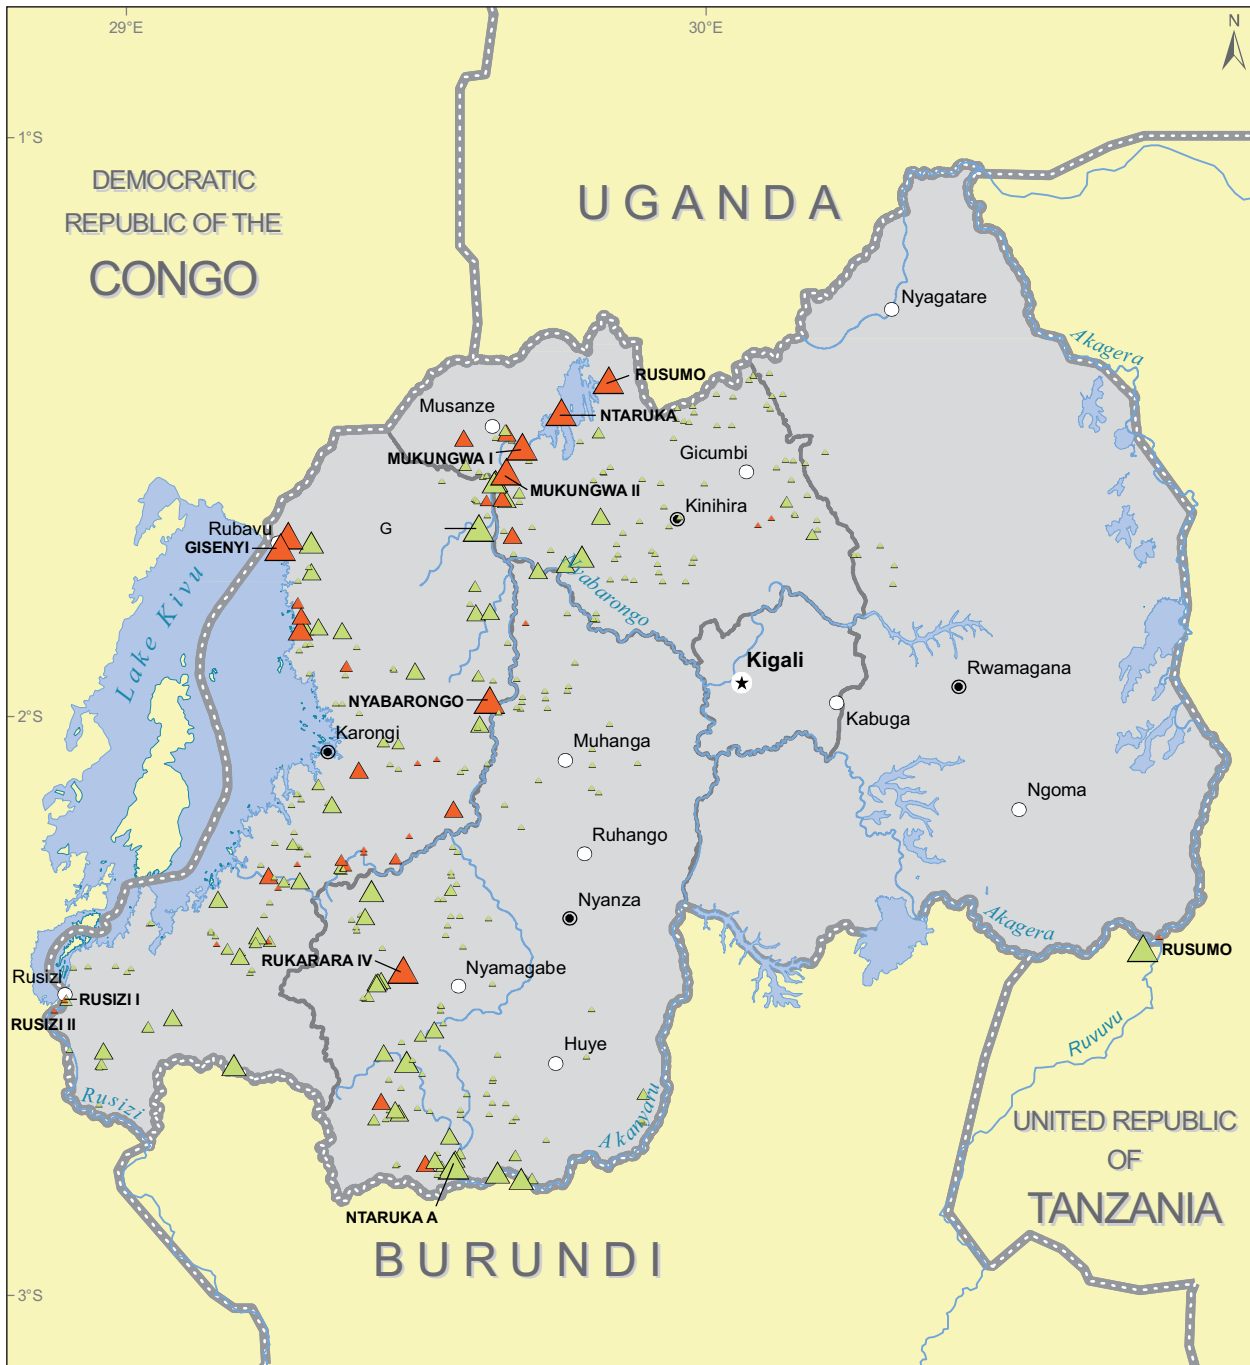 29°E
30°E
N
1°S
DEMOCRATIC
REPUBLIC OF THE
CONGO
UGANDA
Nyagatare
Akagera
RUSUMO
Musanze
NTARUKA
MUKUNGWA I
Gicumbi
MUKUNGWA II
Kinihira
Rubavu
G
GISENYI
Nyabarongo
Lake Kivu
Kigali
Rwamagana
NYABARONGO
2°S
Kabuga
Karongi
Muhanga
Ngoma
Ruhango
Nyanza
Akagera
RUSUMO
RUKARARA IV
Nyamagabe
Rusizi
RUSIZI I
RUSIZI II
Ruvuvu
Huye
Rusizi
Akanyaru
UNITED REPUBLIC
OF
TANZANIA
NTARUKA A
BURUNDI
3°S